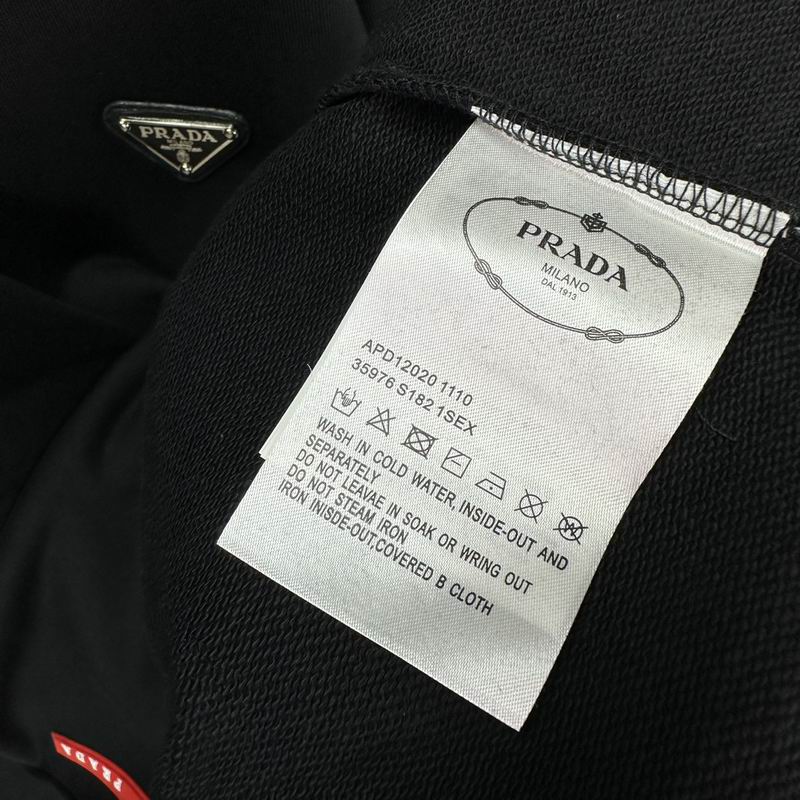 PRADA
PRADA
MILANO
DAL 1913
APD12020 1110
35976 S182 1SEX
WASH IN COLD WATER, INSIDE-OUT AND
SEPARATELY
DO NOT LEAVAE IN SOAK OR WRING OUT
DO NOT STEAM IRON
IRON INISDE-OUT,COVERED B CLOTH
PRADA